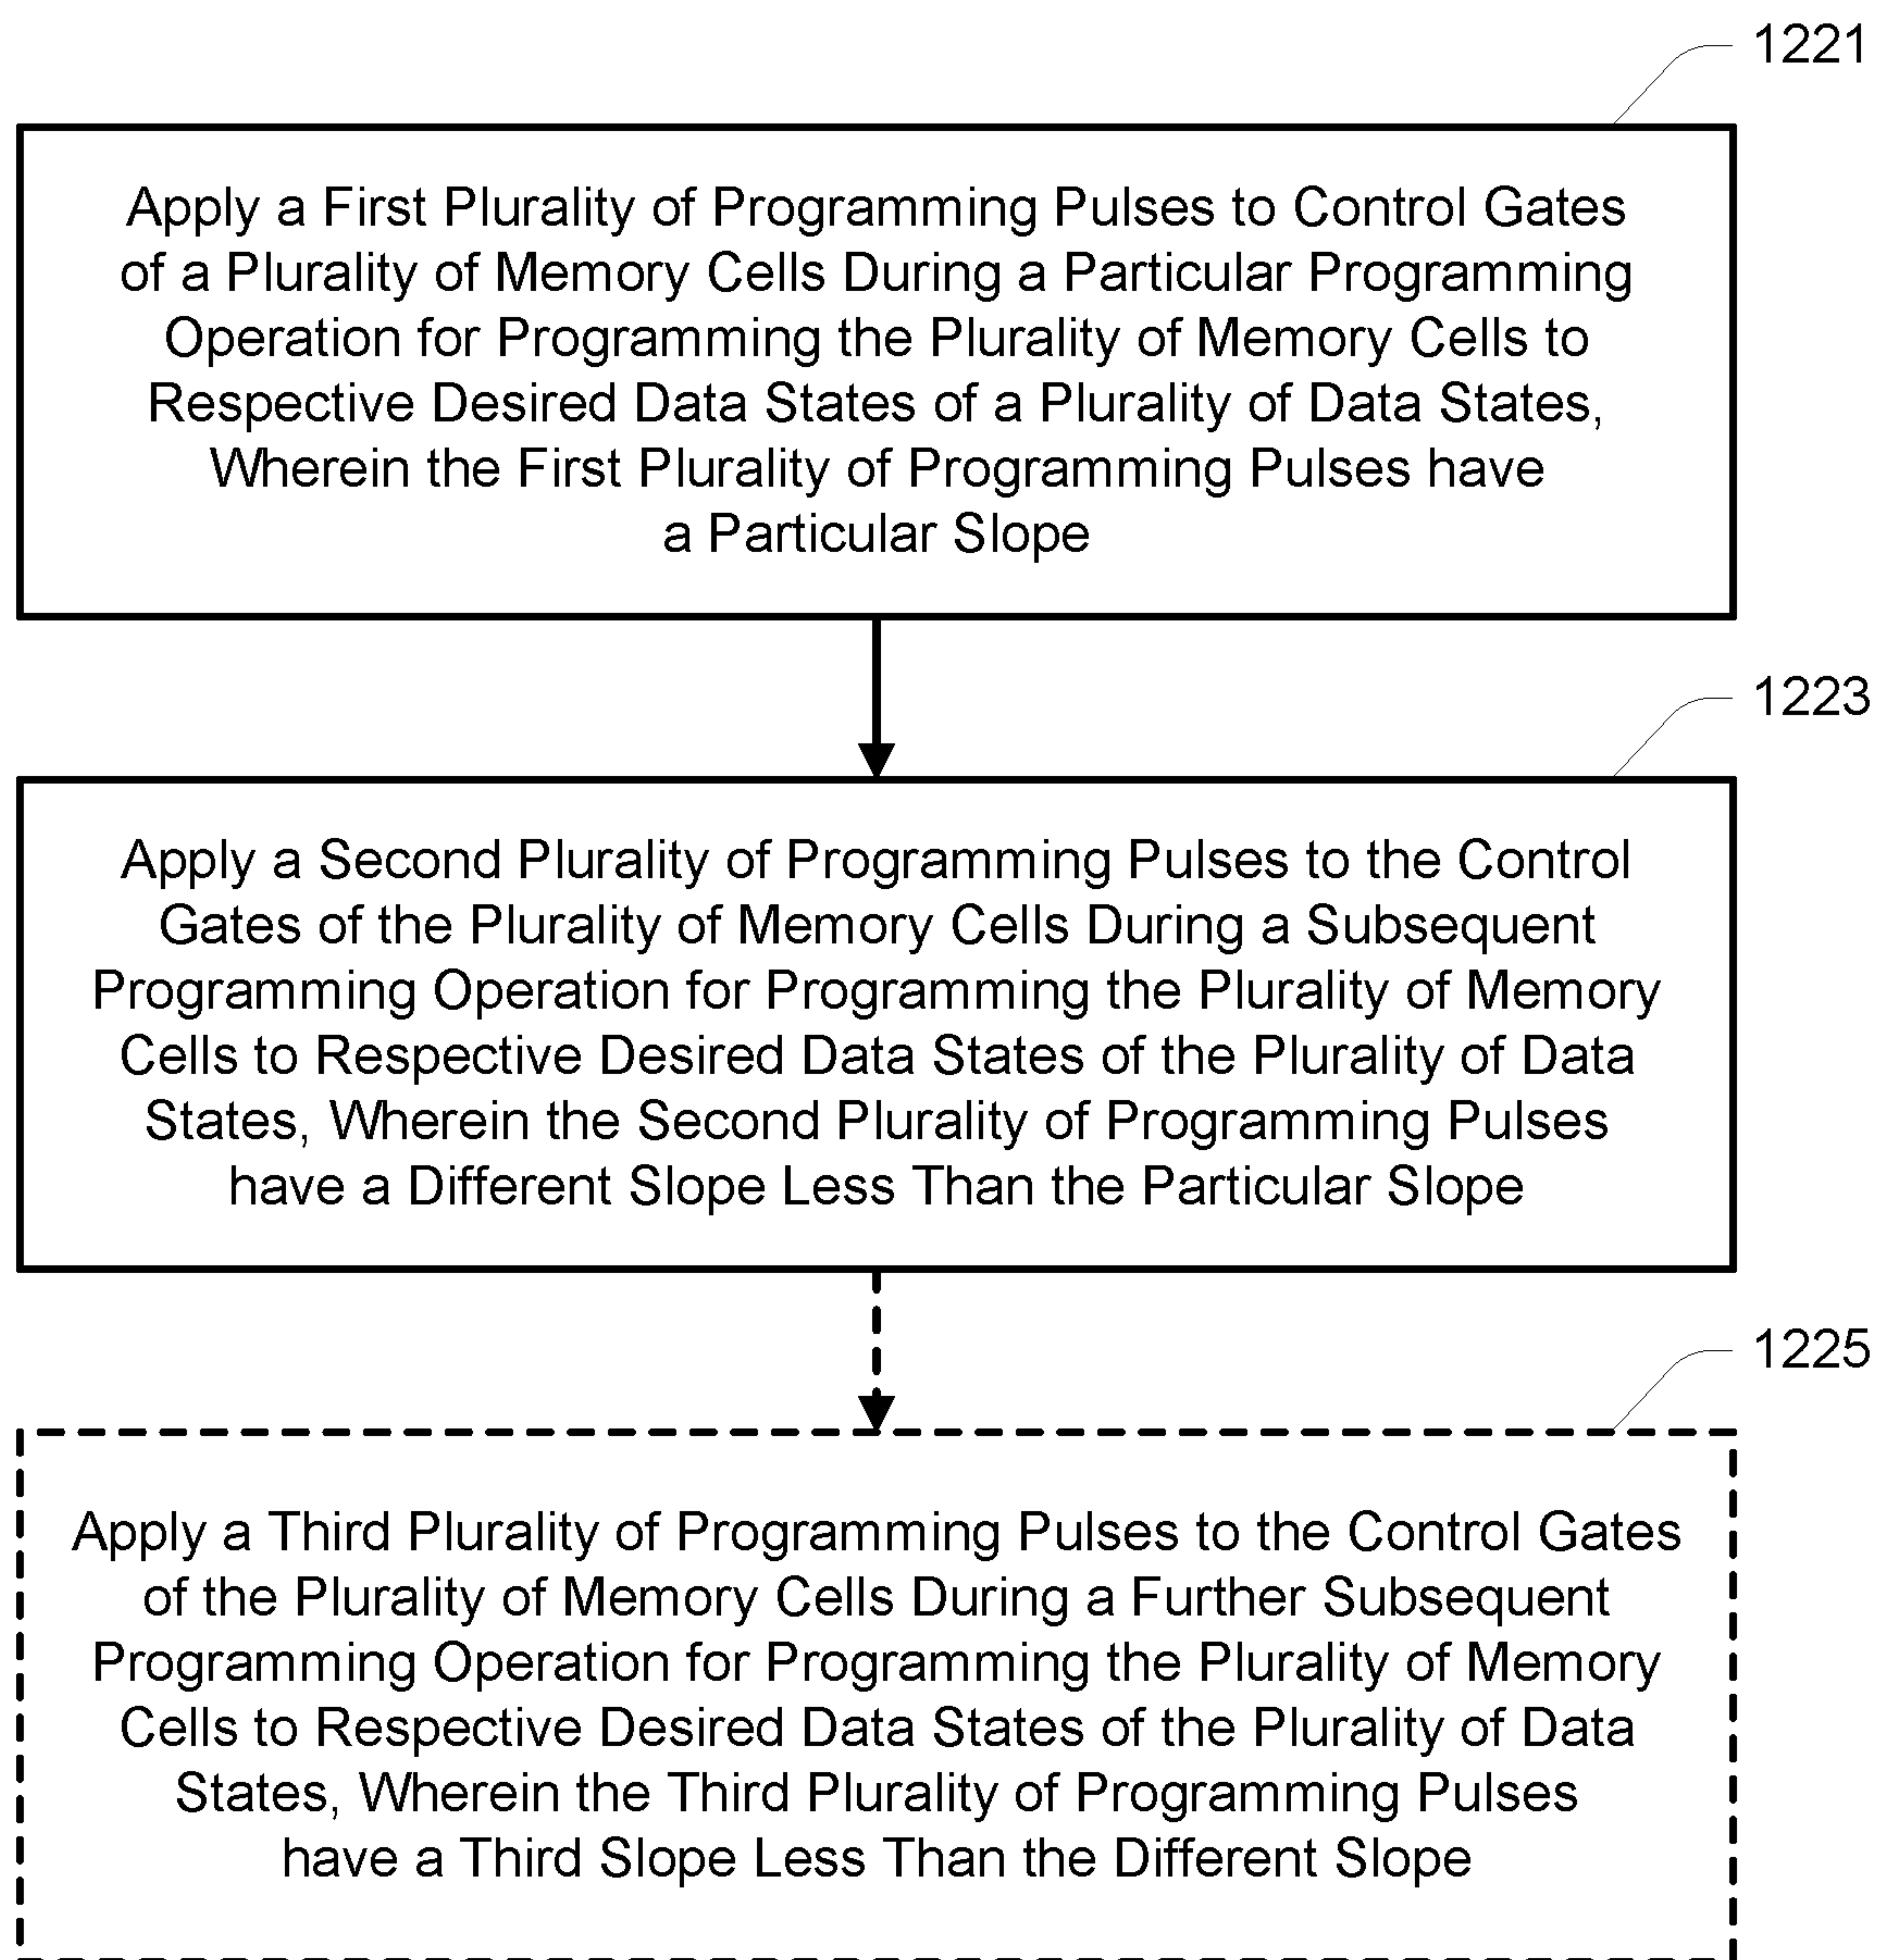 1221
Apply a First Plurality of Programming Pulses to Control Gates
of a Plurality of Memory Cells During a Particular Programming
Operation for Programming the Plurality of Memory Cells to
Respective Desired Data States of a Plurality of Data States,
Wherein the First Plurality of Programming Pulses have
a Particular Slope
1223
Apply a Second Plurality of Programming Pulses to the Control
Gates of the Plurality of Memory Cells During a Subsequent
Programming Operation for Programming the Plurality of Memory
Cells to Respective Desired Data States of the Plurality of Data
States, Wherein the Second Plurality of Programming Pulses
have a Different Slope Less Than the Particular Slope
1225
Apply a Third Plurality of Programming Pulses to the Control Gates
of the Plurality of Memory Cells During a Further Subsequent
Programming Operation for Programming the Plurality of Memory
Cells to Respective Desired Data States of the Plurality of Data
States, Wherein the Third Plurality of Programming Pulses
have a Third Slope Less Than the Different Slope